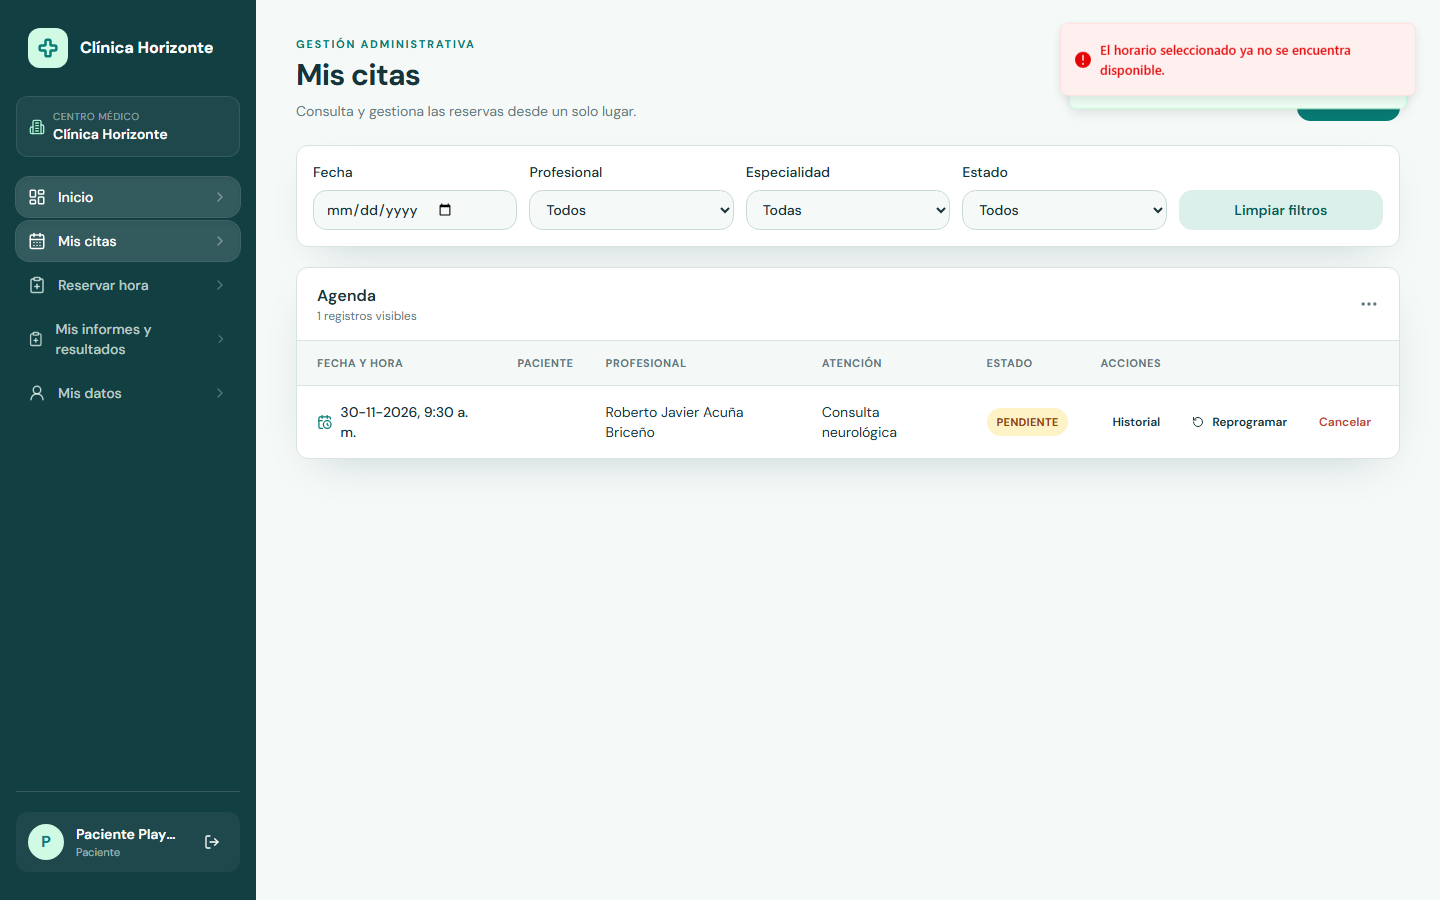 Clínica Horizonte
CENTRO MÉDICO
Clínica Horizonte
Inicio
Mis citas
Reservar hora
Mis informes y
resultados
Mis datos
P
Paciente Play...
Paciente
GESTIÓN ADMINISTRATIVA
Mis citas
Consulta y gestiona las reservas desde un solo lugar.
El horario seleccionado ya no se encuentra
disponible.
Fecha Profesional Especialidad Estado
mm/dd/yyyy Todos Todas Todos Limpiar filtros
Agenda
1 registros visibles
FECHA Y HORA PACIENTE PROFESIONAL ATENCIÓN ESTADO ACCIONES
30-11-2026, 9:30 a. Roberto Javier Acuña Consulta PENDIENTE Historial Reprogramar Cancelar
m. Briceño neurológica